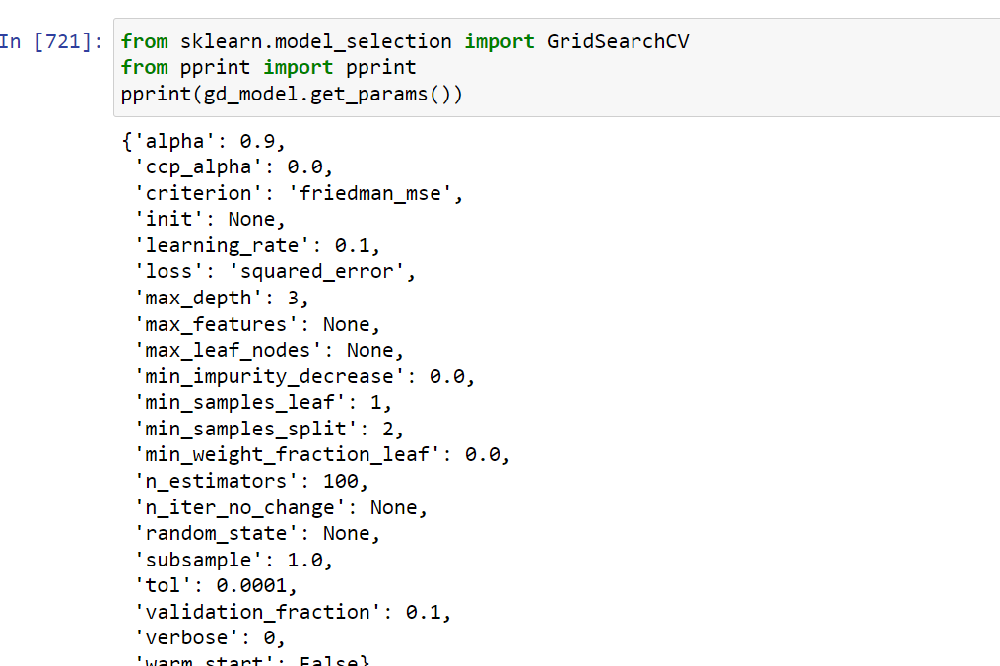 In [721]:
from sklearn.model_selection import GridSearchCV
from pprint import pprint
pprint(gd_model.get_params())
{'alpha': 0.9,
 'ccp_alpha': 0.0,
 'criterion': 'friedman_mse',
 'init': None,
 'learning_rate': 0.1,
 'loss': 'squared_error',
 'max_depth': 3,
 'max_features': None,
 'max_leaf_nodes': None,
 'min_impurity_decrease': 0.0,
 'min_samples_leaf': 1,
 'min_samples_split': 2,
 'min_weight_fraction_leaf': 0.0,
 'n_estimators': 100,
 'n_iter_no_change': None,
 'random_state': None,
 'subsample': 1.0,
 'tol': 0.0001,
 'validation_fraction': 0.1,
 'verbose': 0,
 'warm_start': False}